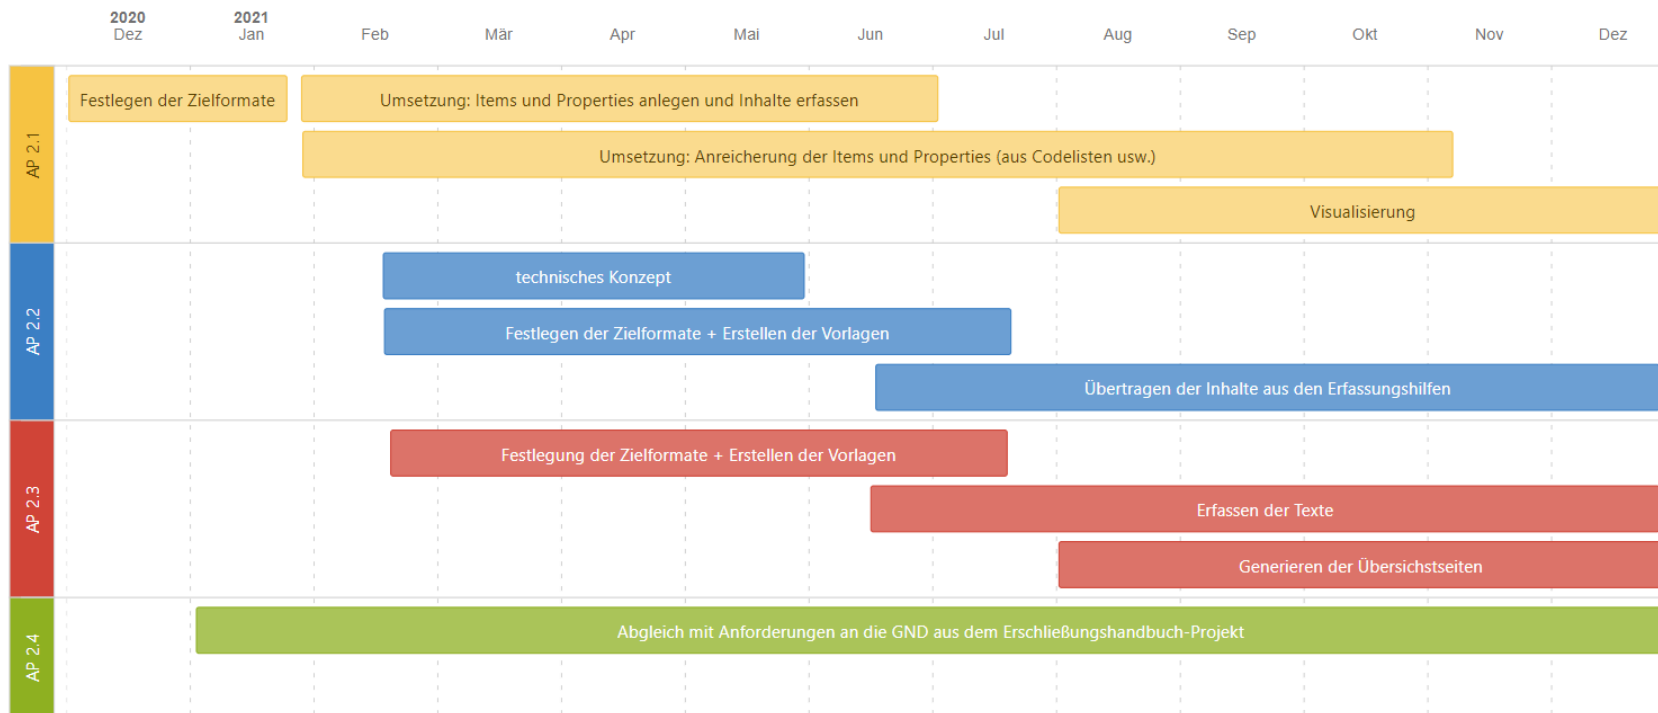 2020
2021
Dez
Jan
Feb
Mär
Apr
Mai
Jun
Jul
Aug
Sep
Okt
Nov
Dez
AP 2.1
Festlegen der Zielformate
Umsetzung: Items und Properties anlegen und Inhalte erfassen
Umsetzung: Anreicherung der Items und Properties (aus Codelisten usw.)
Visualisierung
AP 2.2
technisches Konzept
Festlegen der Zielformate + Erstellen der Vorlagen
Übertragen der Inhalte aus den Erfassungshilfen
AP 2.3
Festlegung der Zielformate + Erstellen der Vorlagen
Erfassen der Texte
Generieren der Übersichstseiten
AP 2.4
Abgleich mit Anforderungen an die GND aus dem Erschließungshandbuch-Projekt